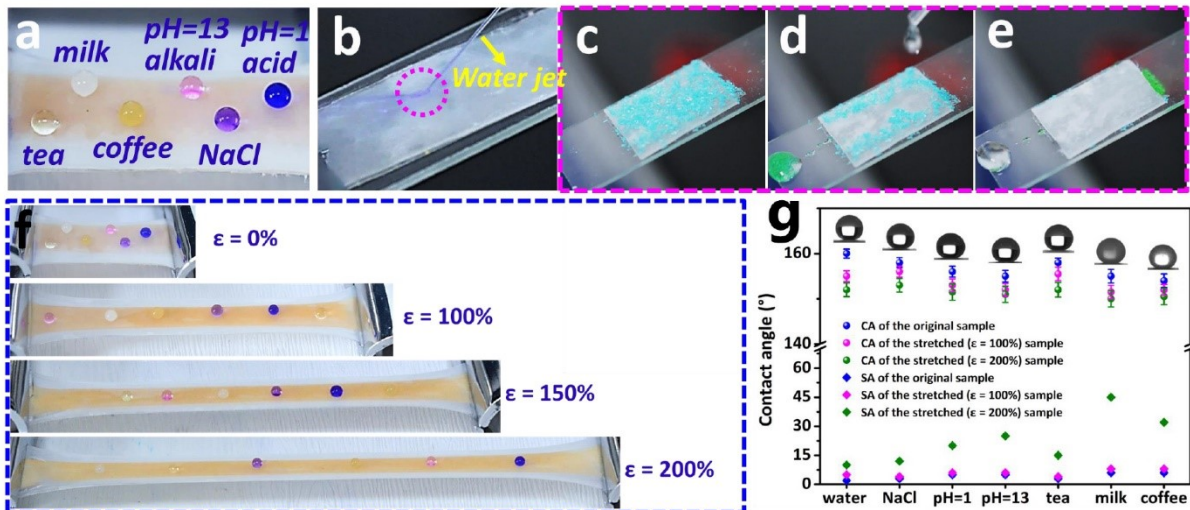 a
milk
pH=13
alkali
pH=1
acid
tea
coffee
NaCl
b
Water jet
c
d
e
f
ε = 0%
ε = 100%
ε = 150%
ε = 200%
g
Contact angle (°)
160
140
60
45
30
15
0
CA of the original sample
CA of the stretched (ε = 100%) sample
CA of the stretched (ε = 200%) sample
SA of the original sample
SA of the stretched (ε = 100%) sample
SA of the stretched (ε = 200%) sample
water NaCl pH=1 pH=13 tea milk coffee